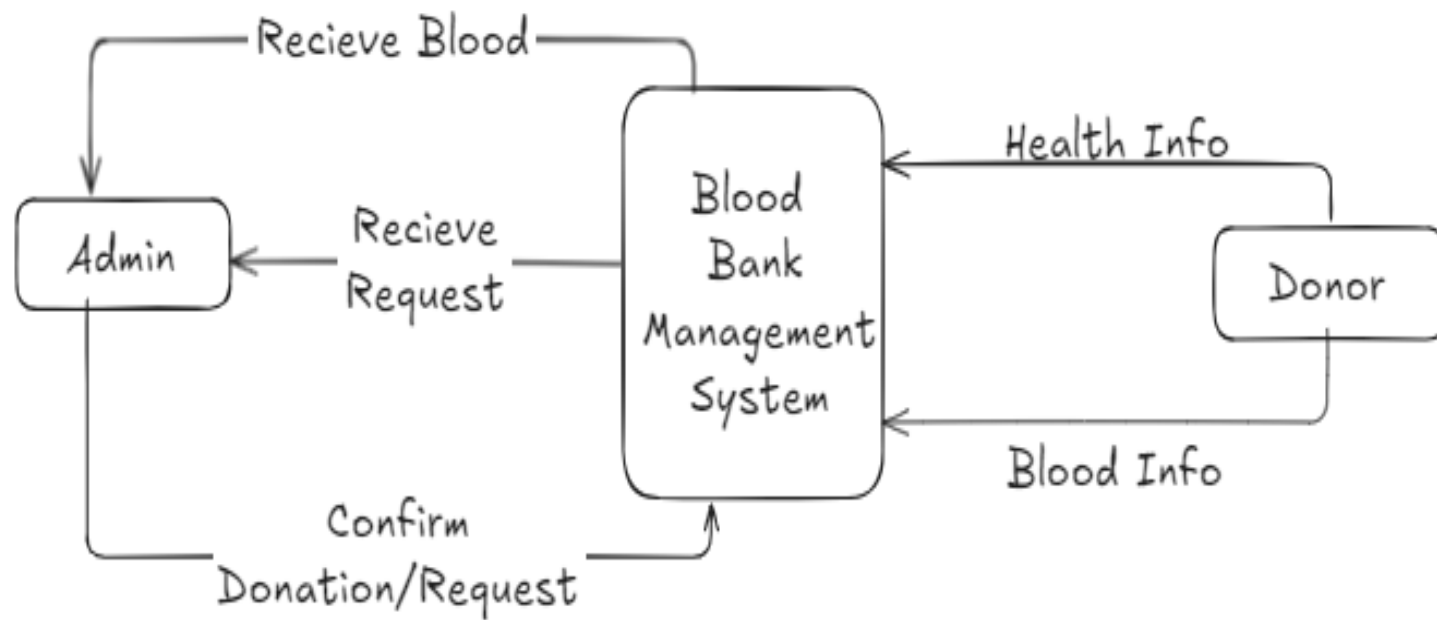 Recieve Blood
Health Info
Admin
Recieve
Request
Blood
Bank
Management
System
Donor
Blood Info
Confirm
Donation/Request